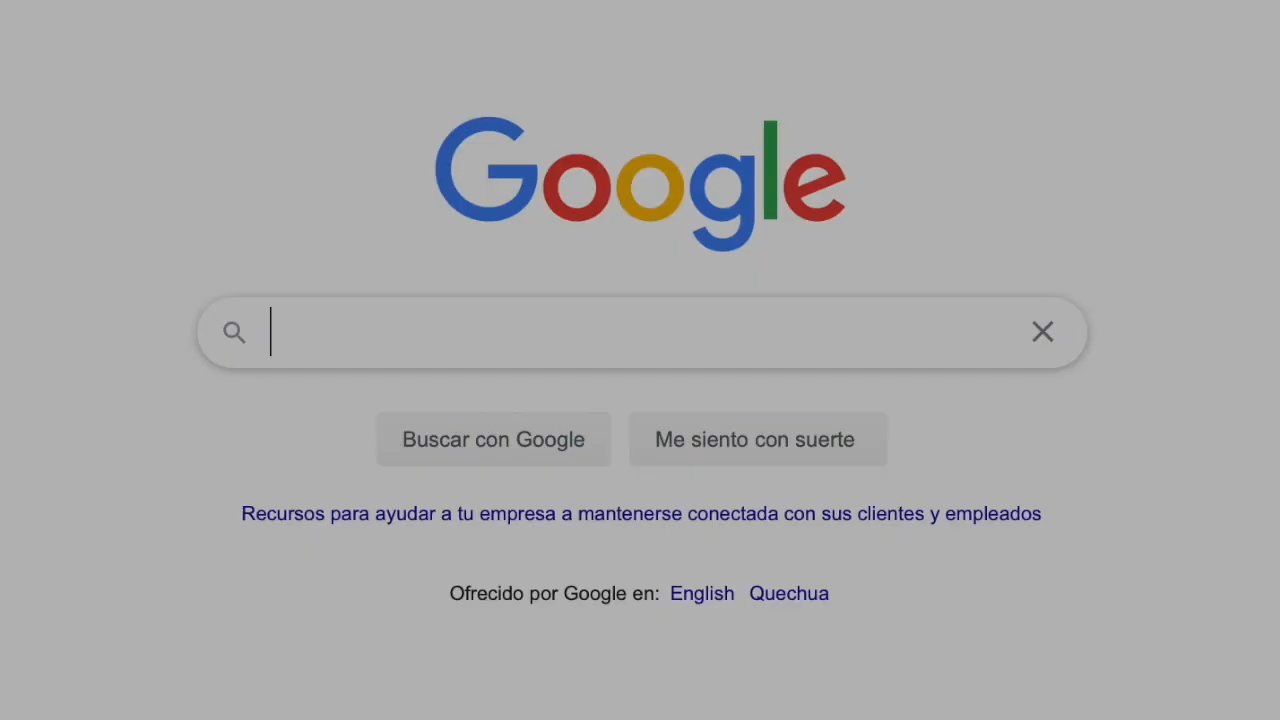 Google
Buscar con Google
Me siento con suerte
Recursos para ayudar a tu empresa a mantenerse conectada con sus clientes y empleados
Ofrecido por Google en: English Quechua